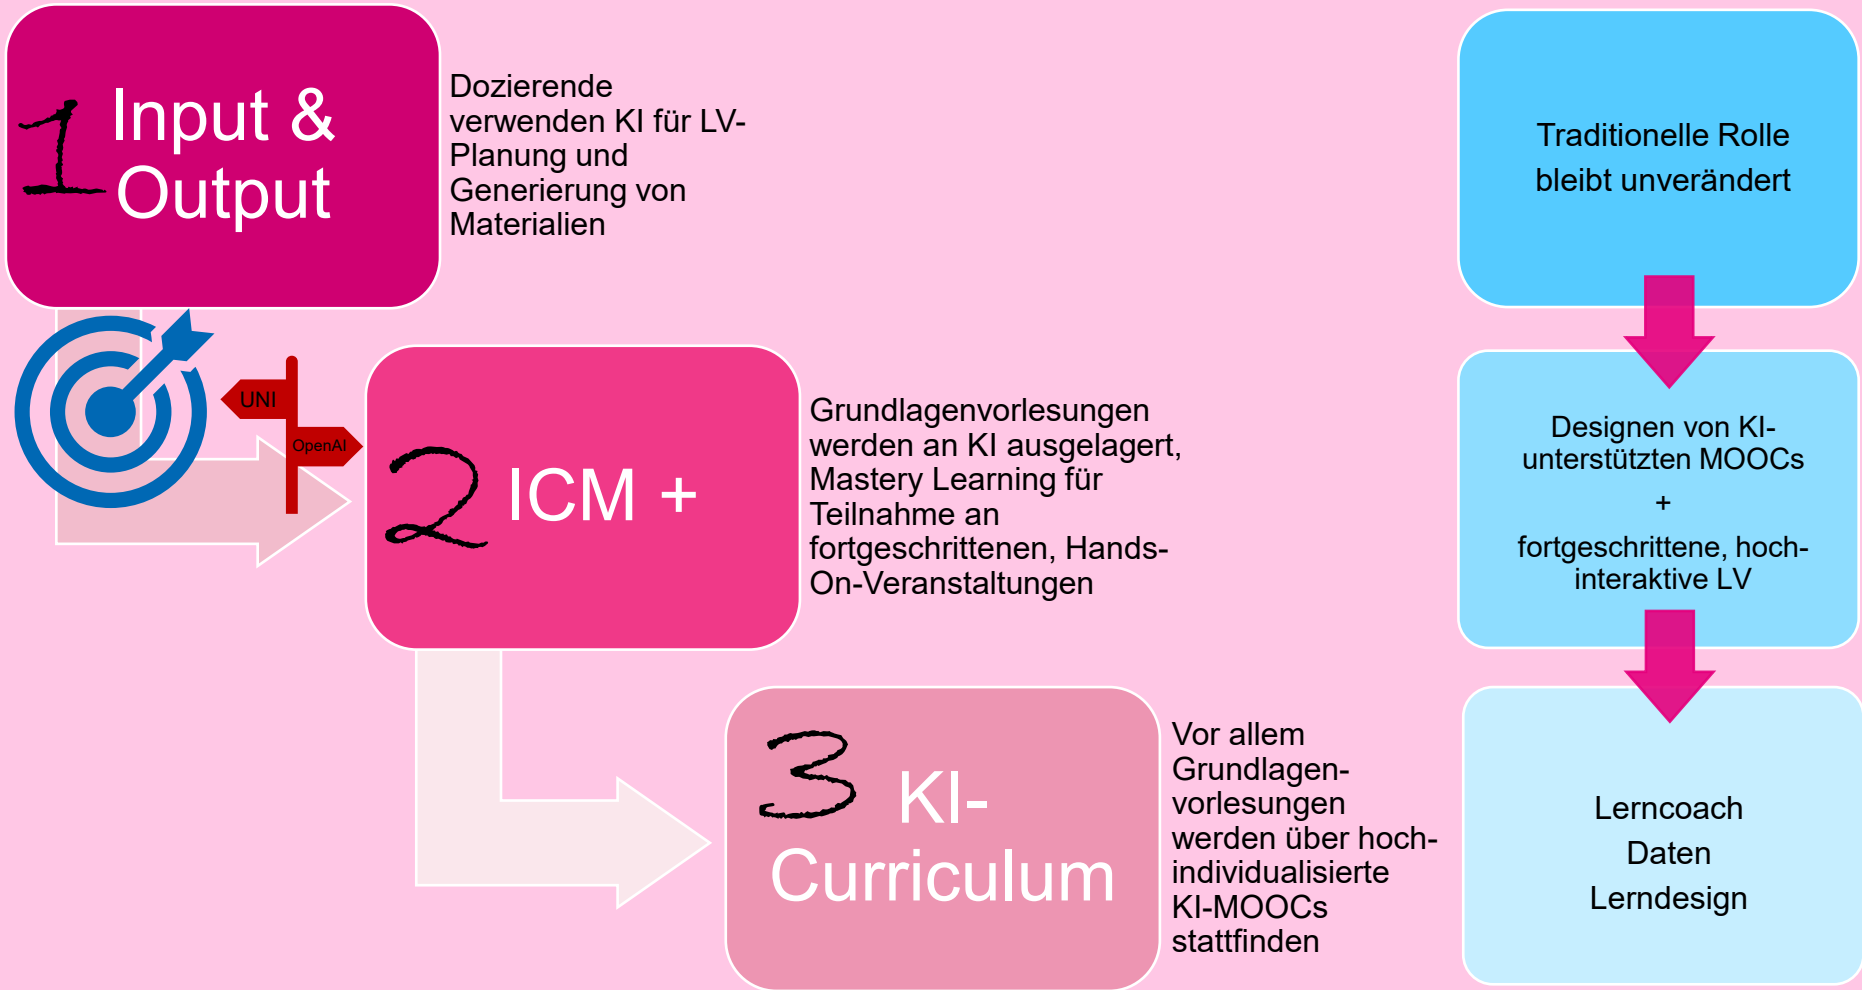 1
Input &
Output
Dozierende
verwenden KI für LV-
Planung und
Generierung von
Materialien
Traditionelle Rolle
bleibt unverändert
UNI
OpenAI
2
ICM +
Grundlagenvorlesungen
werden an KI ausgelagert,
Mastery Learning für
Teilnahme an
fortgeschrittenen, Hands-
On-Veranstaltungen
Designen von KI-
unterstützten MOOCs
+
fortgeschrittene, hoch-
interaktive LV
3
KI-
Curriculum
Vor allem
Grundlagen-
vorlesungen
werden über hoch-
individualisierte
KI-MOOCs
stattfinden
Lerncoach
Daten
Lerndesign